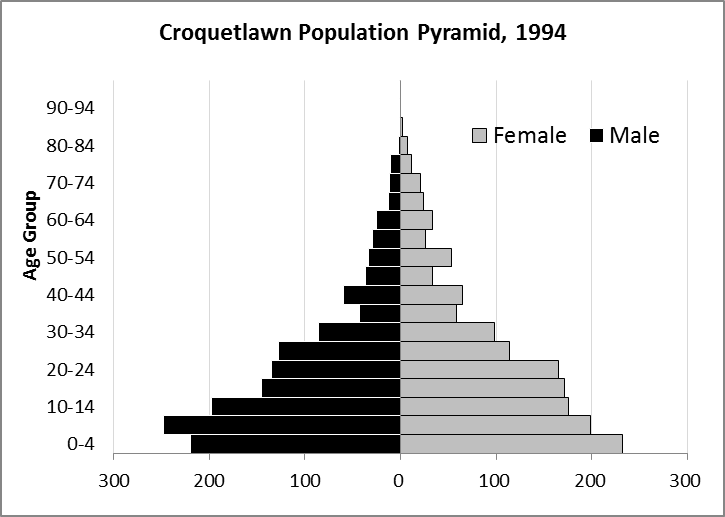 Croquetlawn Population Pyramid, 1994
Age Group
90-94
80-84
70-74
60-64
50-54
40-44
30-34
20-24
10-14
0-4
Female Male
300 200 100 0 100 200 300